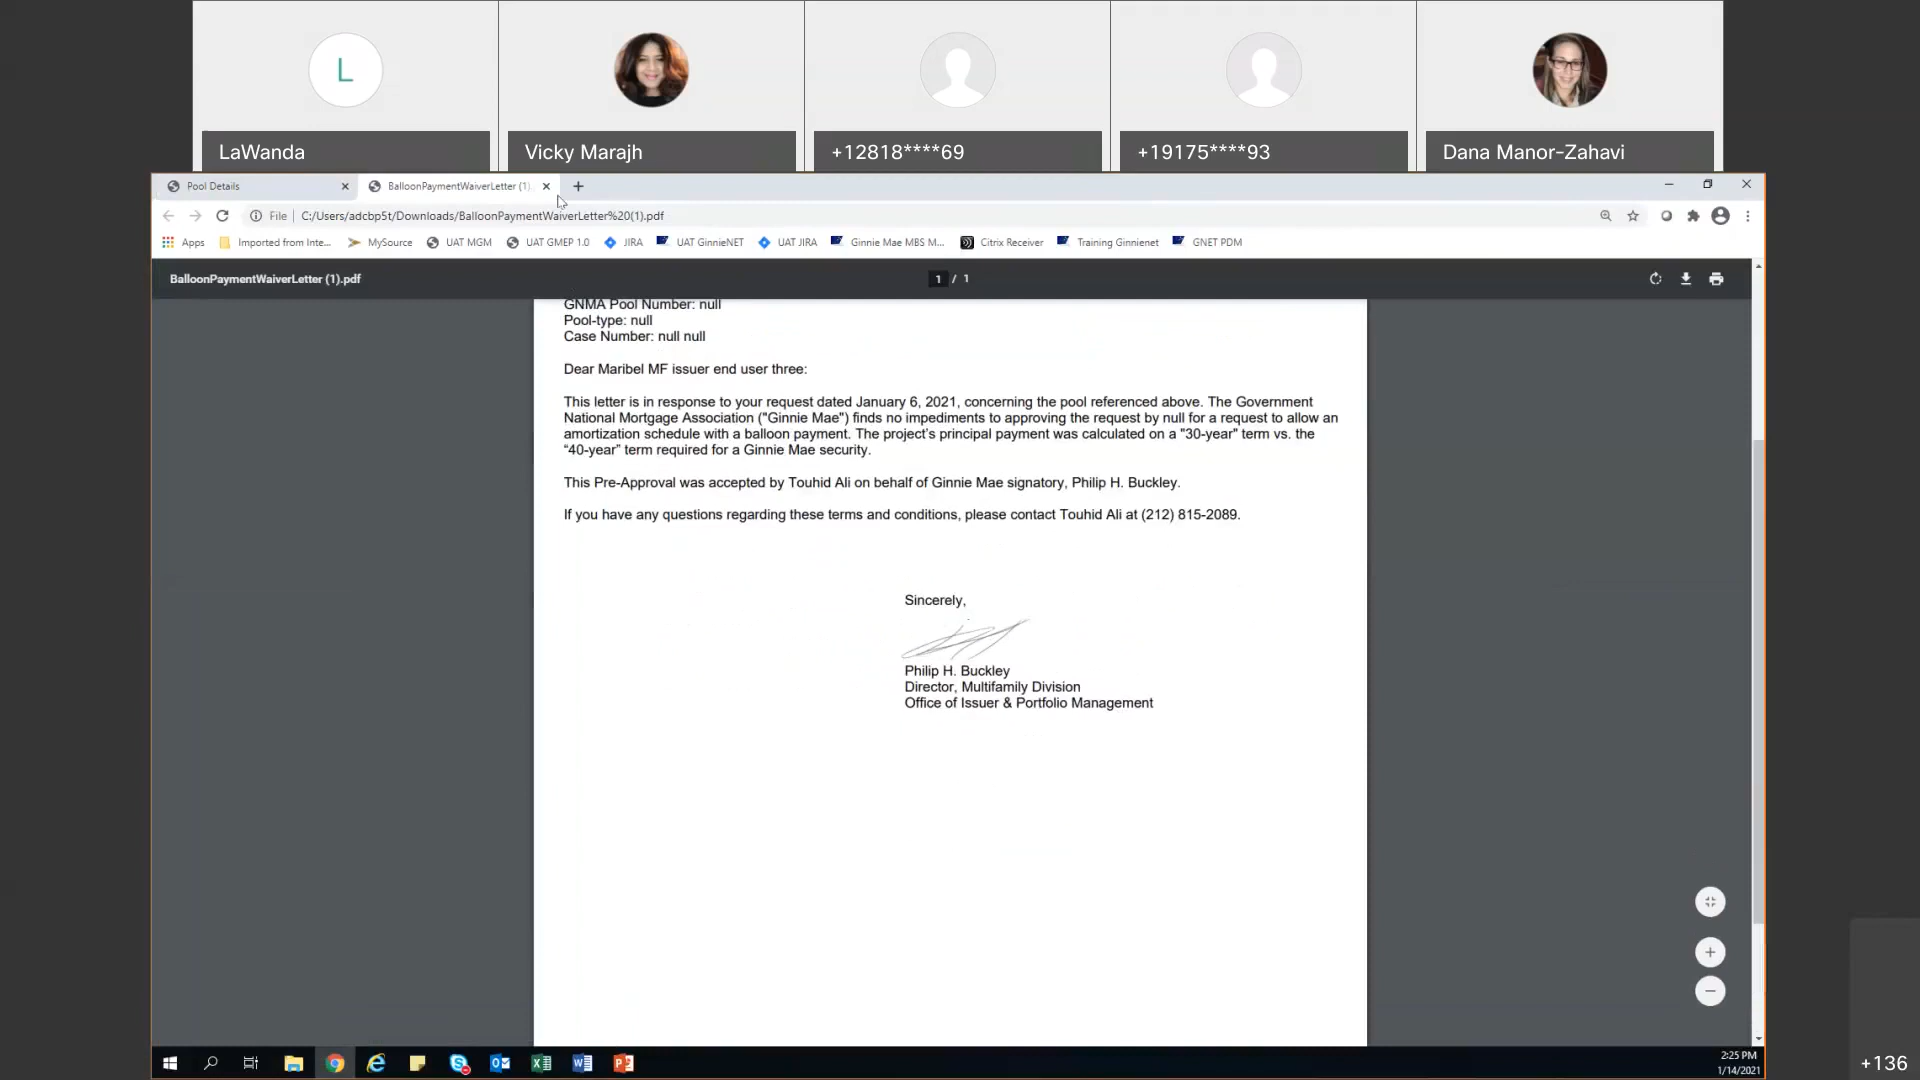 L
LaWanda
Vicky Marajh
+12818****69
+19175****93
Dana Manor-Zahavi
Pool Details
BalloonPaymentWaiverLetter (1).
File
C:/Users/adcbp5t/Downloads/BalloonPaymentWaiverLetter%20(1).pdf
Apps
Imported from Inte...
MySource
UAT MGM
UAT GMEP 1.0
JIRA
UAT GinnieNET
UAT JIRA
Ginnie Mae MBS M...
Citrix Receiver
Training Ginnienet
GNET PDM
BalloonPaymentWaiverLetter (1).pdf
1 / 1
GNMA Pool Number: null
Pool-type: null
Case Number: null null
Dear Maribel MF issuer end user three:
This letter is in response to your request dated January 6, 2021, concerning the pool referenced above. The Government
National Mortgage Association ("Ginnie Mae") finds no impediments to approving the request by null for a request to allow an
amortization schedule with a balloon payment. The project's principal payment was calculated on a "30-year" term vs. the
“40-year” term required for a Ginnie Mae security.
This Pre-Approval was accepted by Touhid Ali on behalf of Ginnie Mae signatory, Philip H. Buckley.
If you have any questions regarding these terms and conditions, please contact Touhid Ali at (212) 815-2089.
Sincerely,
Philip H. Buckley
Director, Multifamily Division
Office of Issuer & Portfolio Management
2:25 PM
1/14/2021
+136